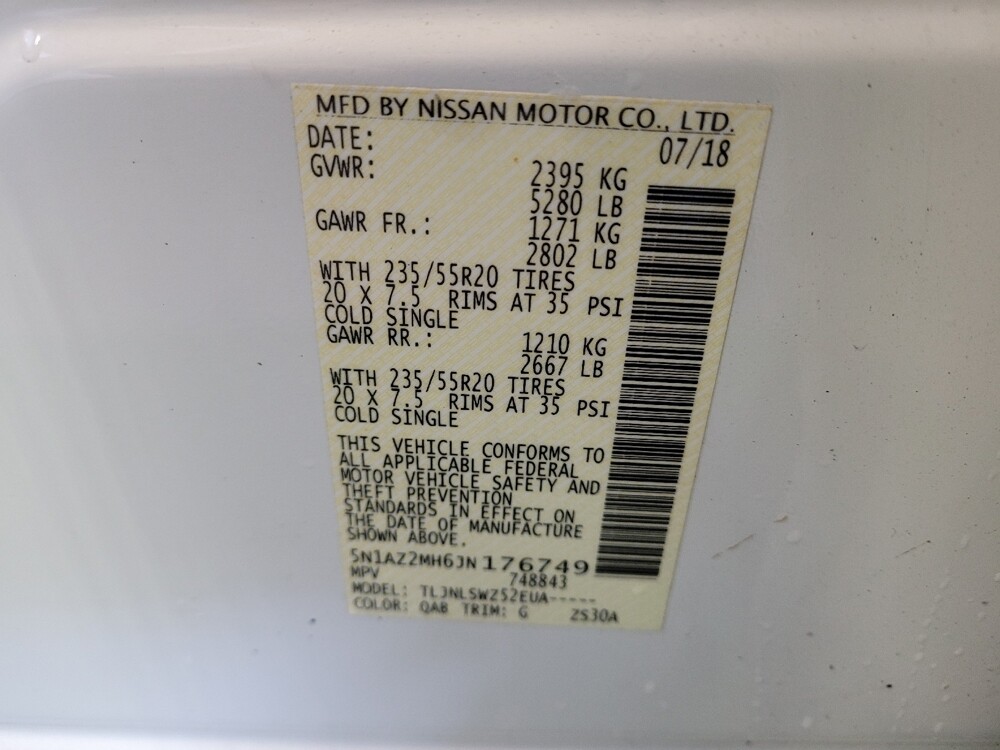 MFD BY NISSAN MOTOR CO., LTD.
DATE: 07/18
GVWR: 2395 KG
5280 LB
GAWR FR.: 1271 KG
2802 LB
WITH 235/55R20 TIRES
20 X 7.5 RIMS AT 35 PSI
COLD SINGLE
GAWR RR.: 1210 KG
2667 LB
WITH 235/55R20 TIRES
20 X 7.5 RIMS AT 35 PSI
COLD SINGLE
THIS VEHICLE CONFORMS TO
ALL APPLICABLE FEDERAL
MOTOR VEHICLE SAFETY AND
THEFT PREVENTION
STANDARDS IN EFFECT ON
THE DATE OF MANUFACTURE
SHOWN ABOVE.
5N1AZ2MH6JN176749
MPV 748843
MODEL: TLJNLSWZ52EUA-----
COLOR: QAB TRIM: G ZS30A